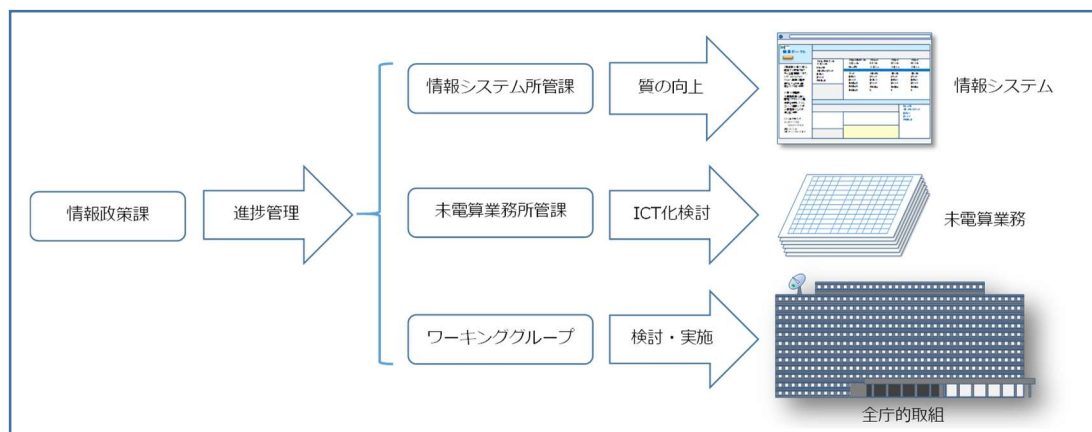 情報政策課
進捗管理
情報システム所管課
質の向上
情報システム
未電算業務所管課
ICT化検討
未電算業務
ワーキンググループ
検討・実施
全庁的取組